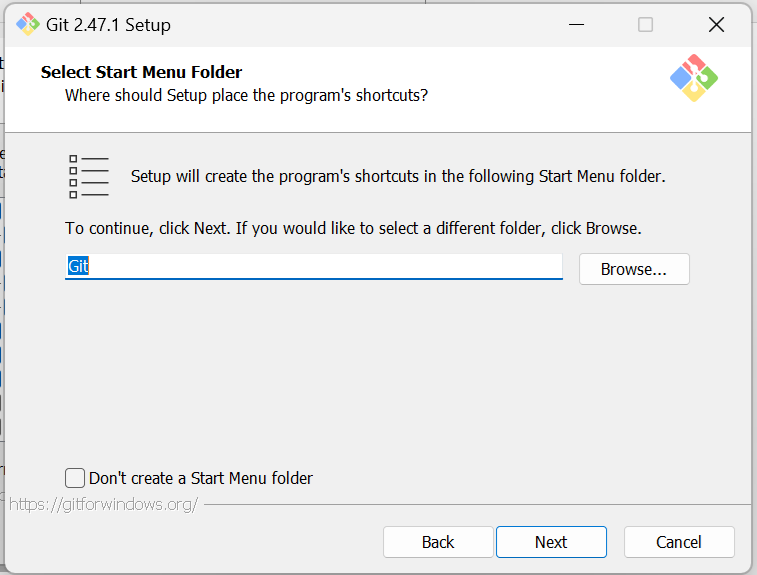 Git 2.47.1 Setup
Select Start Menu Folder
Where should Setup place the program's shortcuts?
Setup will create the program's shortcuts in the following Start Menu folder.
To continue, click Next. If you would like to select a different folder, click Browse.
Git
Browse...
Don't create a Start Menu folder
https://gitforwindows.org/
Back
Next
Cancel